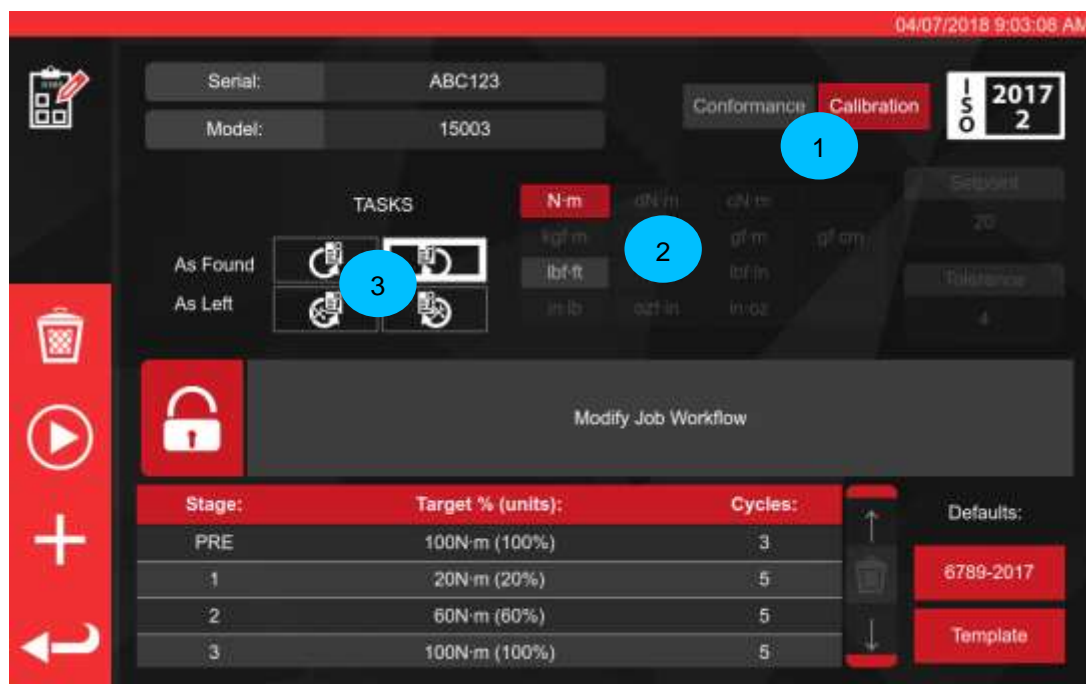 04/07/2018 9:03:08 AM
Serial: ABC123
Model: 15003
Conformance Calibration
ISO 2017 2
1
TASKS
N·m dN·m cN·m
kgf·m gf·m gf·cm
lbf·ft lbf·in
in·lb ozf·in in·oz
2
Setpoint
20
Tolerance
4
As Found
As Left
3
Modify Job Workflow
Stage: Target % (units): Cycles:
PRE 100N·m (100%) 3
1 20N·m (20%) 5
2 60N·m (60%) 5
3 100N·m (100%) 5
Defaults:
6789-2017
Template